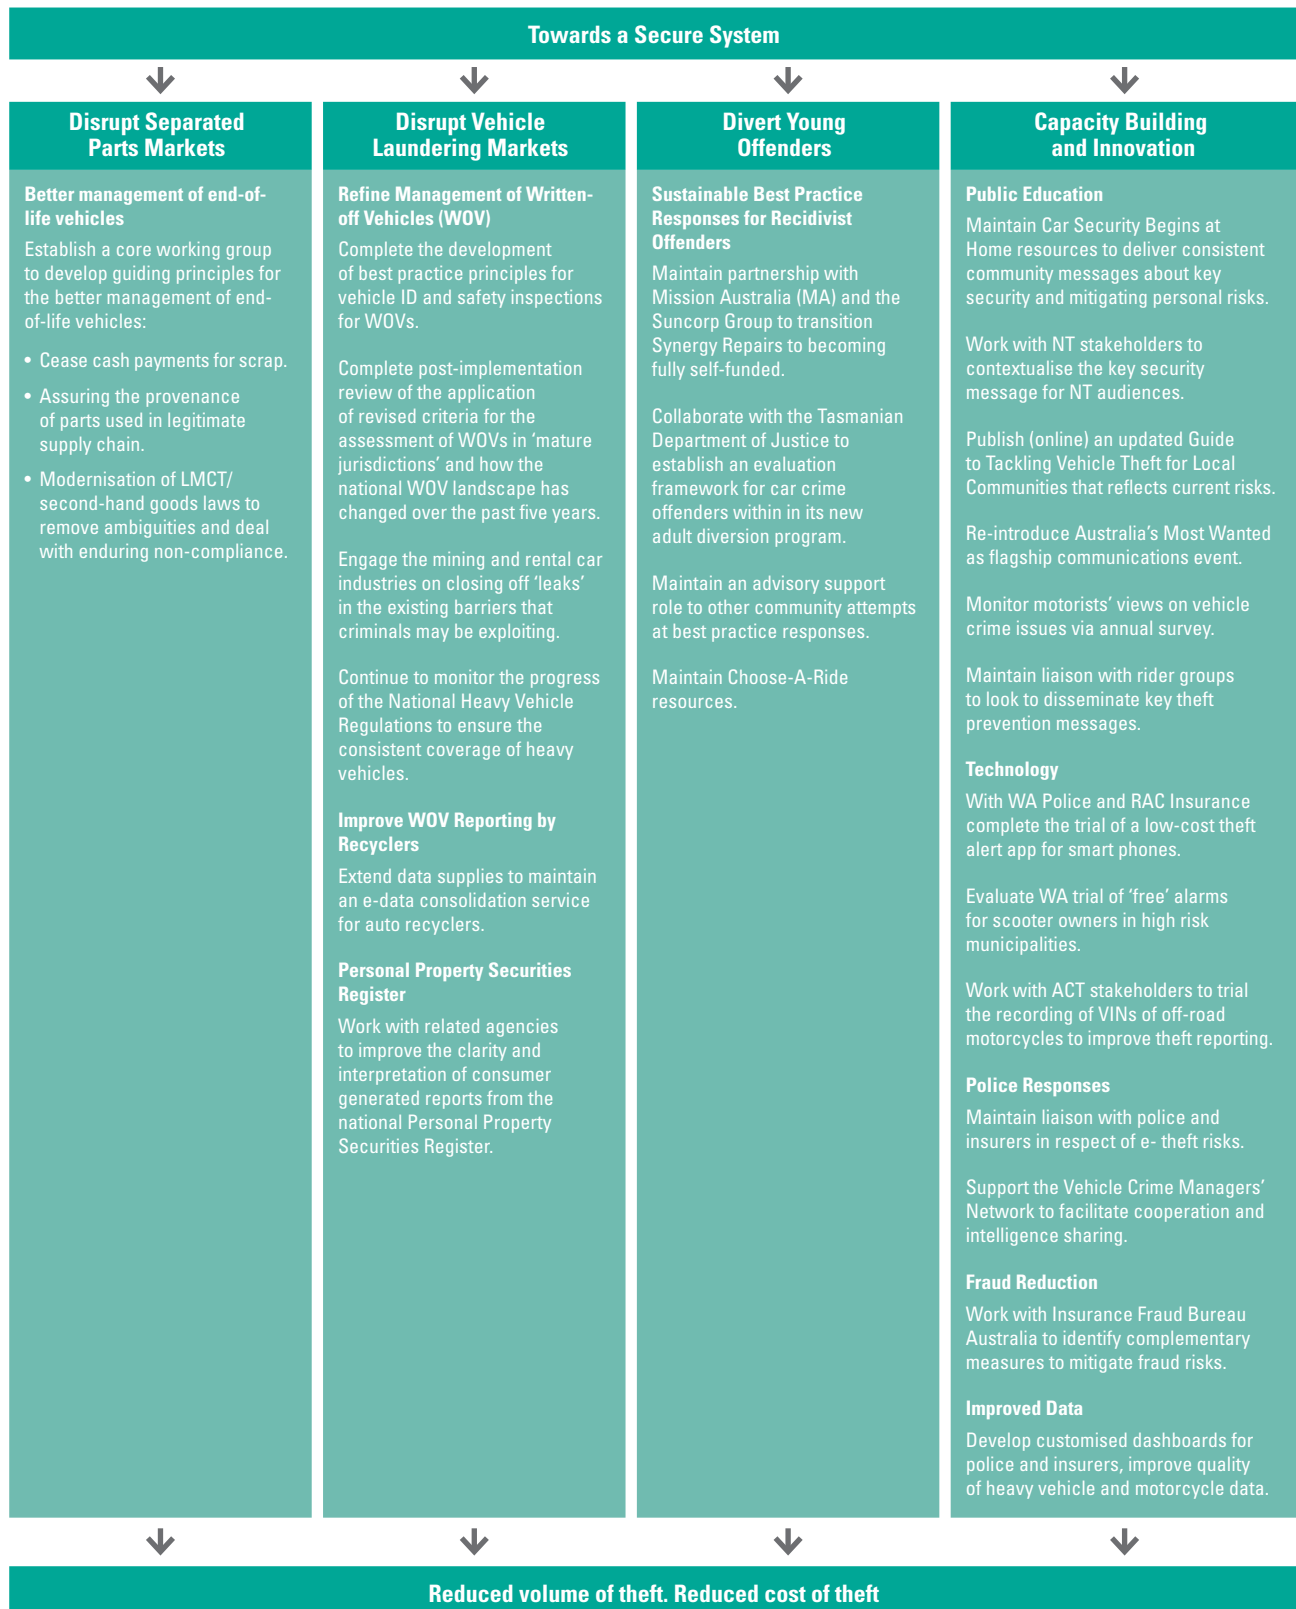 Towards a Secure System
Disrupt Separated
Parts Markets
Better management of end-of-
life vehicles
Establish a core working group
to develop guiding principles for
the better management of end-
of-life vehicles:
• Cease cash payments for scrap.
• Assuring the provenance
of parts used in legitimate
supply chain.
• Modernisation of LMCT/
second-hand goods laws to
remove ambiguities and deal
with enduring non-compliance.
Disrupt Vehicle
Laundering Markets
Refine Management of Written-
off Vehicles (WOV)
Complete the development
of best practice principles for
vehicle ID and safety inspections
for WOVs.
Complete post-implementation
review of the application
of revised criteria for the
assessment of WOVs in ‘mature
jurisdictions’ and how the
national WOV landscape has
changed over the past five years.
Engage the mining and rental car
industries on closing off ‘leaks’
in the existing barriers that
criminals may be exploiting.
Continue to monitor the progress
of the National Heavy Vehicle
Regulations to ensure the
consistent coverage of heavy
vehicles.
Improve WOV Reporting by
Recyclers
Extend data supplies to maintain
an e-data consolidation service
for auto recyclers.
Personal Property Securities
Register
Work with related agencies
to improve the clarity and
interpretation of consumer
generated reports from the
national Personal Property
Securities Register.
Divert Young
Offenders
Sustainable Best Practice
Responses for Recidivist
Offenders
Maintain partnership with
Mission Australia (MA) and the
Suncorp Group to transition
Synergy Repairs to becoming
fully self-funded.
Collaborate with the Tasmanian
Department of Justice to
establish an evaluation
framework for car crime
offenders within in its new
adult diversion program.
Maintain an advisory support
role to other community attempts
at best practice responses.
Maintain Choose-A-Ride
resources.
Capacity Building
and Innovation
Public Education
Maintain Car Security Begins at
Home resources to deliver consistent
community messages about key
security and mitigating personal risks.
Work with NT stakeholders to
contextualise the key security
message for NT audiences.
Publish (online) an updated Guide
to Tackling Vehicle Theft for Local
Communities that reflects current risks.
Re-introduce Australia’s Most Wanted
as flagship communications event.
Monitor motorists’ views on vehicle
crime issues via annual survey.
Maintain liaison with rider groups
to look to disseminate key theft
prevention messages.
Technology
With WA Police and RAC Insurance
complete the trial of a low-cost theft
alert app for smart phones.
Evaluate WA trial of ‘free’ alarms
for scooter owners in high risk
municipalities.
Work with ACT stakeholders to trial
the recording of VINs of off-road
motorcycles to improve theft reporting.
Police Responses
Maintain liaison with police and
insurers in respect of e- theft risks.
Support the Vehicle Crime Managers’
Network to facilitate cooperation and
intelligence sharing.
Fraud Reduction
Work with Insurance Fraud Bureau
Australia to identify complementary
measures to mitigate fraud risks.
Improved Data
Develop customised dashboards for
police and insurers, improve quality
of heavy vehicle and motorcycle data.
Reduced volume of theft. Reduced cost of theft